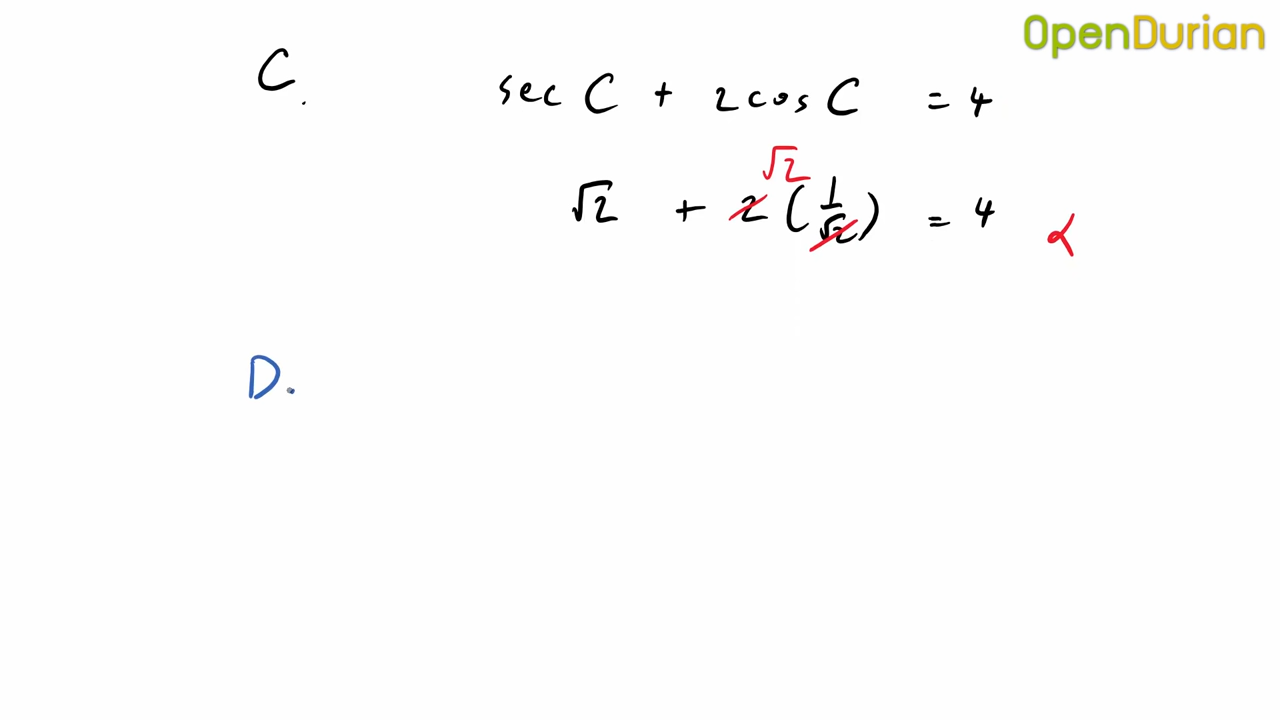 OpenDurian
C. sec C + 2cos C = 4
√2
√2 + 2 (1/√2) = 4
D.